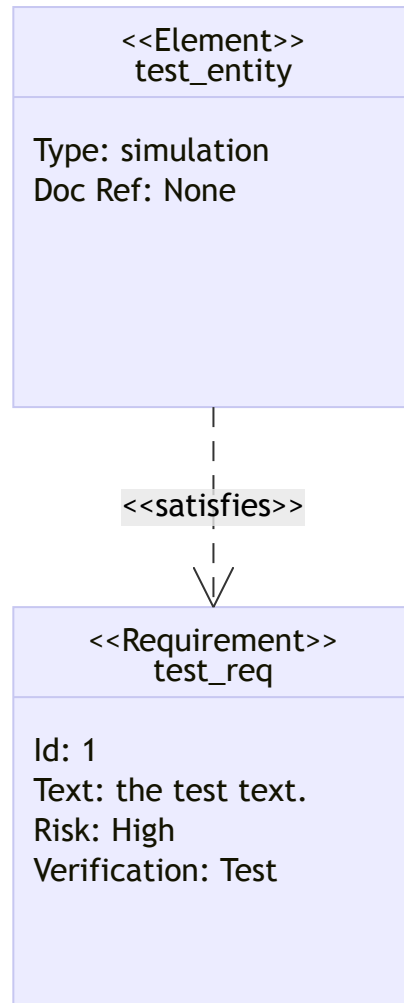 <<Element>>
test_entity
Type: simulation
Doc Ref: None
<<satisfies>>
<<Requirement>>
test_req
Id: 1
Text: the test text.
Risk: High
Verification: Test